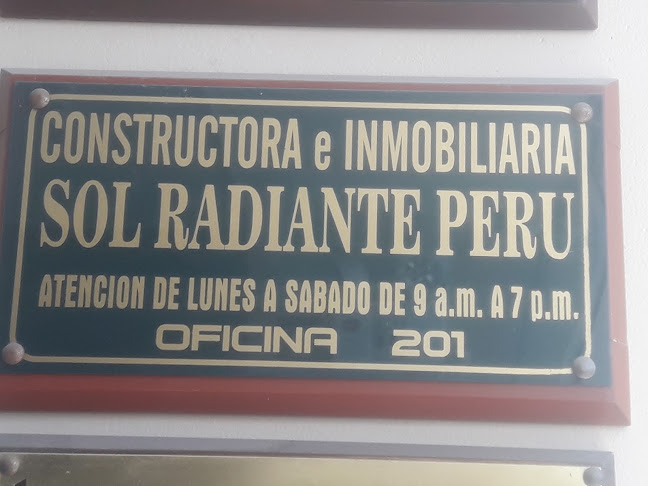 CONSTRUCTORA e INMOBILIARIA
SOL RADIANTE PERU
ATENCION DE LUNES A SABADO DE 9 a.m. A 7 p.m.
OFICINA 201